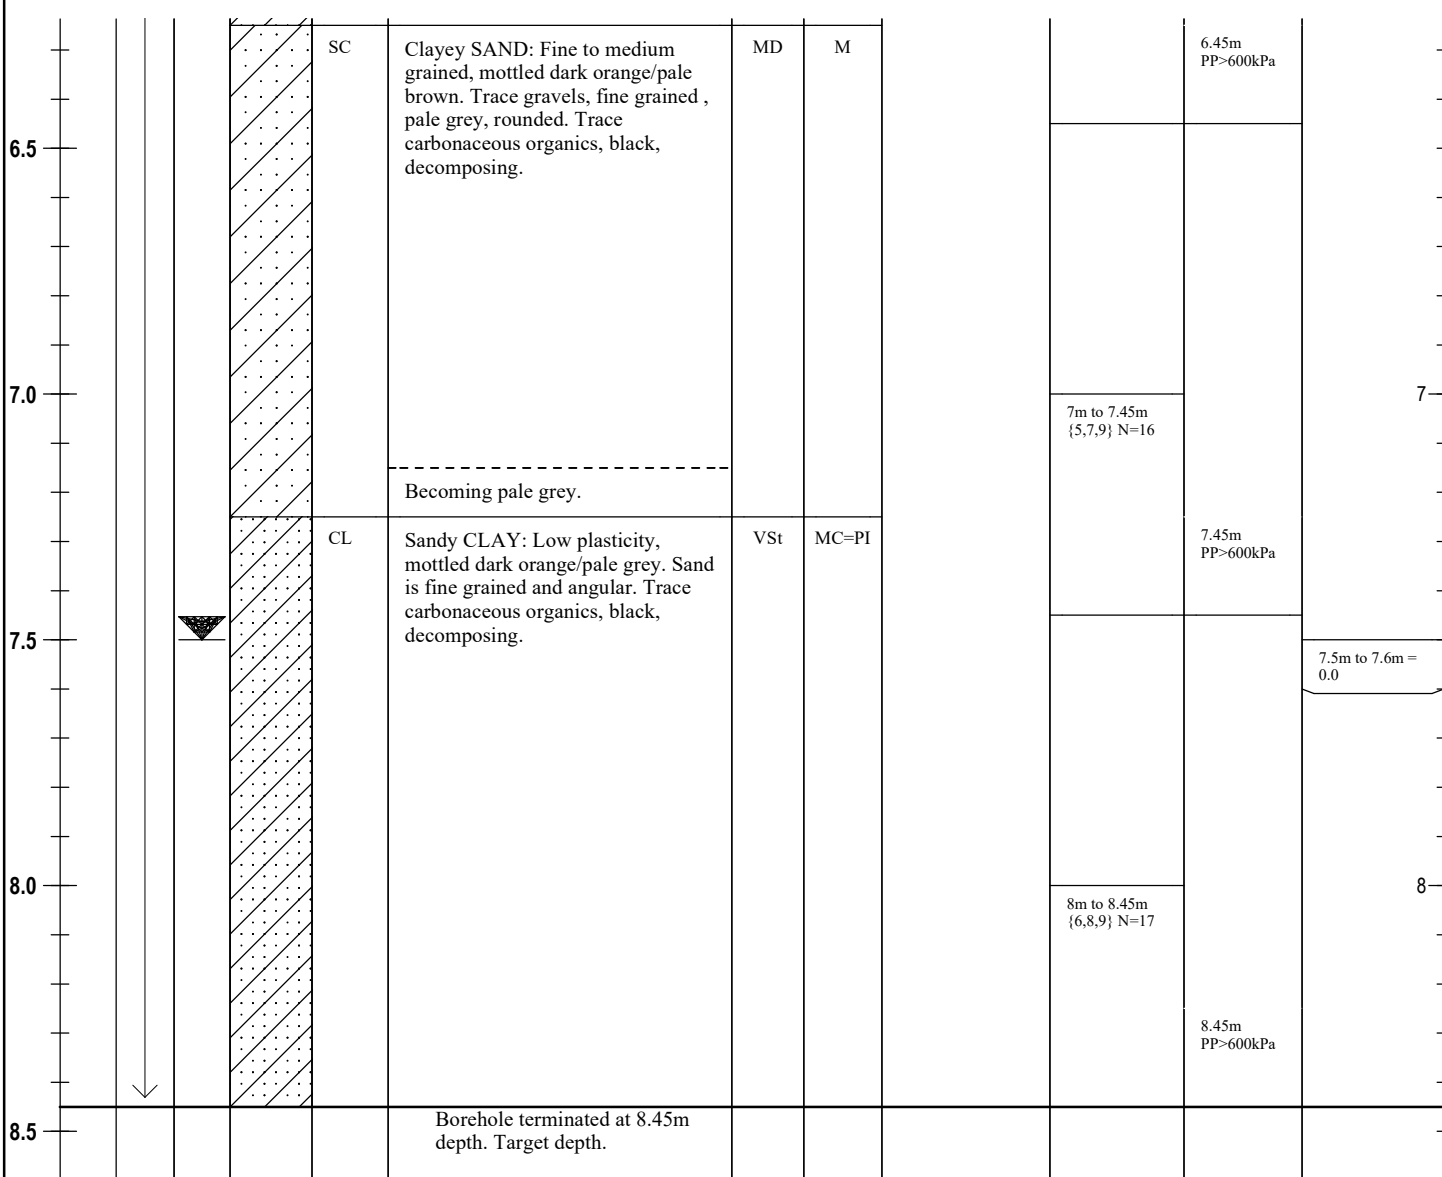 SC
Clayey SAND: Fine to medium
grained, mottled dark orange/pale
brown. Trace gravels, fine grained ,
pale grey, rounded. Trace
carbonaceous organics, black,
decomposing.
MD
M
6.45m
PP>600kPa
6.5
7.0
7
7m to 7.45m
{5,7,9} N=16
Becoming pale grey.
CL
Sandy CLAY: Low plasticity,
mottled dark orange/pale grey. Sand
is fine grained and angular. Trace
carbonaceous organics, black,
decomposing.
VSt
MC=PI
7.45m
PP>600kPa
7.5
7.5m to 7.6m =
0.0
8.0
8
8m to 8.45m
{6,8,9} N=17
8.45m
PP>600kPa
Borehole terminated at 8.45m
depth. Target depth.
8.5